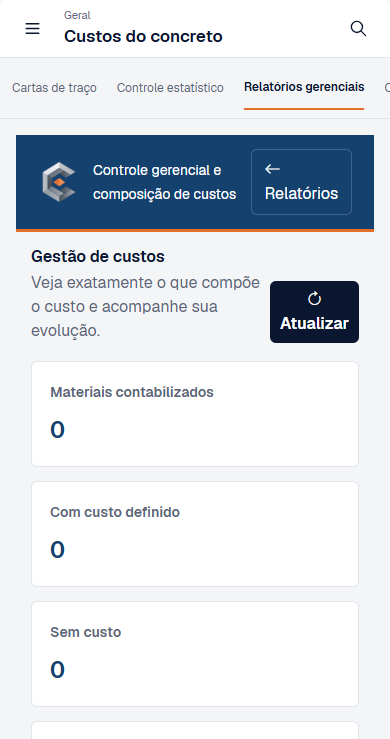 Geral
Custos do concreto
Cartas de traço
Controle estatístico
Relatórios gerenciais
Controle gerencial e
composição de custos
Relatórios
Gestão de custos
Veja exatamente o que compõe
o custo e acompanhe sua
evolução.
Atualizar
Materiais contabilizados
0
Com custo definido
0
Sem custo
0